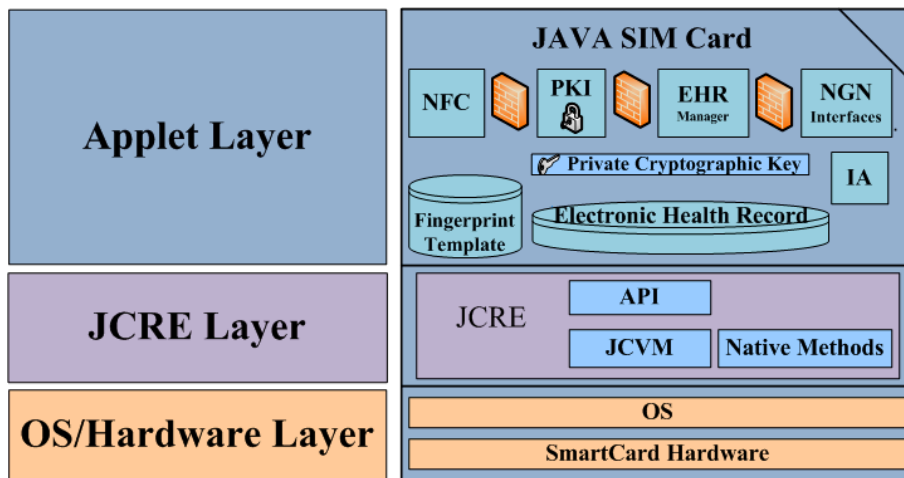 Applet Layer
JCRE Layer
OS/Hardware Layer
JAVA SIM Card
NFC
PKI
EHR
Manager
NGN
Interfaces
Private Cryptographic Key
IA
Fingerprint
Template
Electronic Health Record
JCRE
API
JCVM
Native Methods
OS
SmartCard Hardware